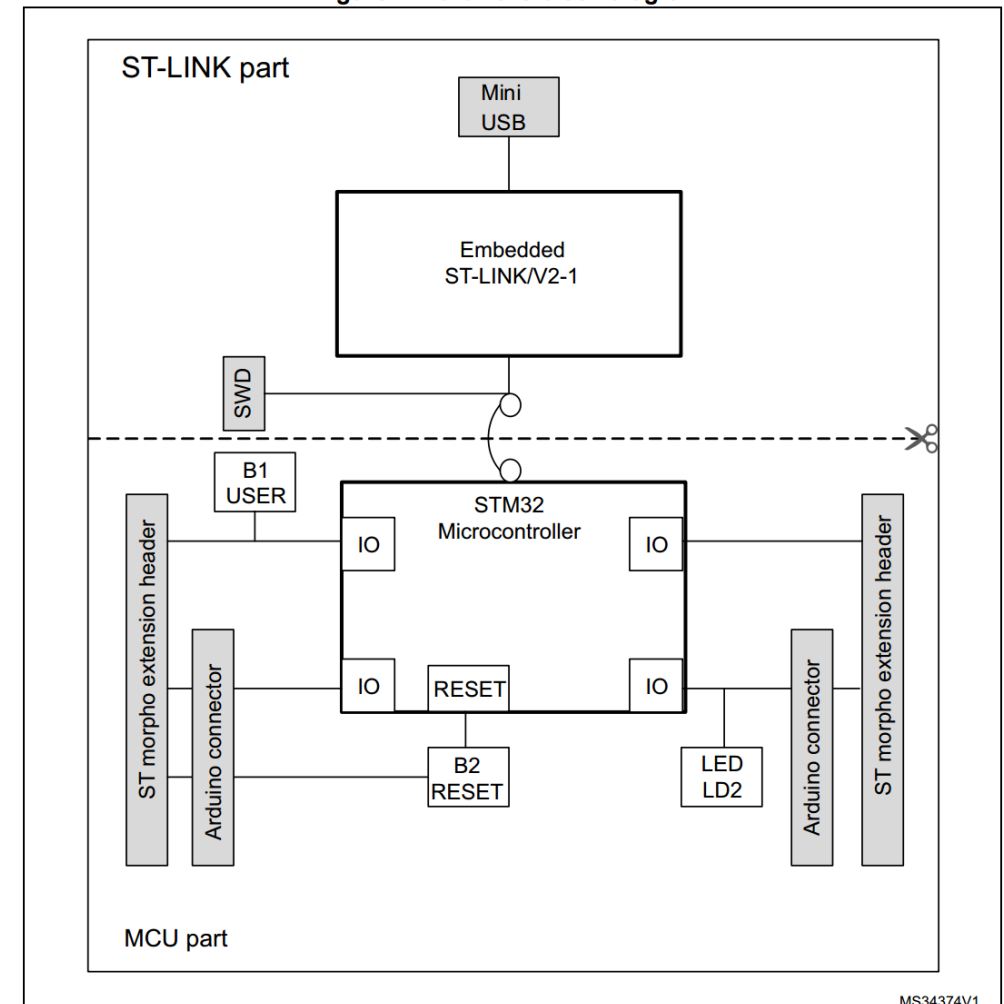 ST-LINK part
Mini
USB
Embedded
ST-LINK/V2-1
SWD
B1
USER
STM32
Microcontroller
IO
IO
ST morpho extension header
ST morpho extension header
Arduino connector
Arduino connector
IO
RESET
IO
B2
RESET
LED
LD2
MCU part
MS34374V1